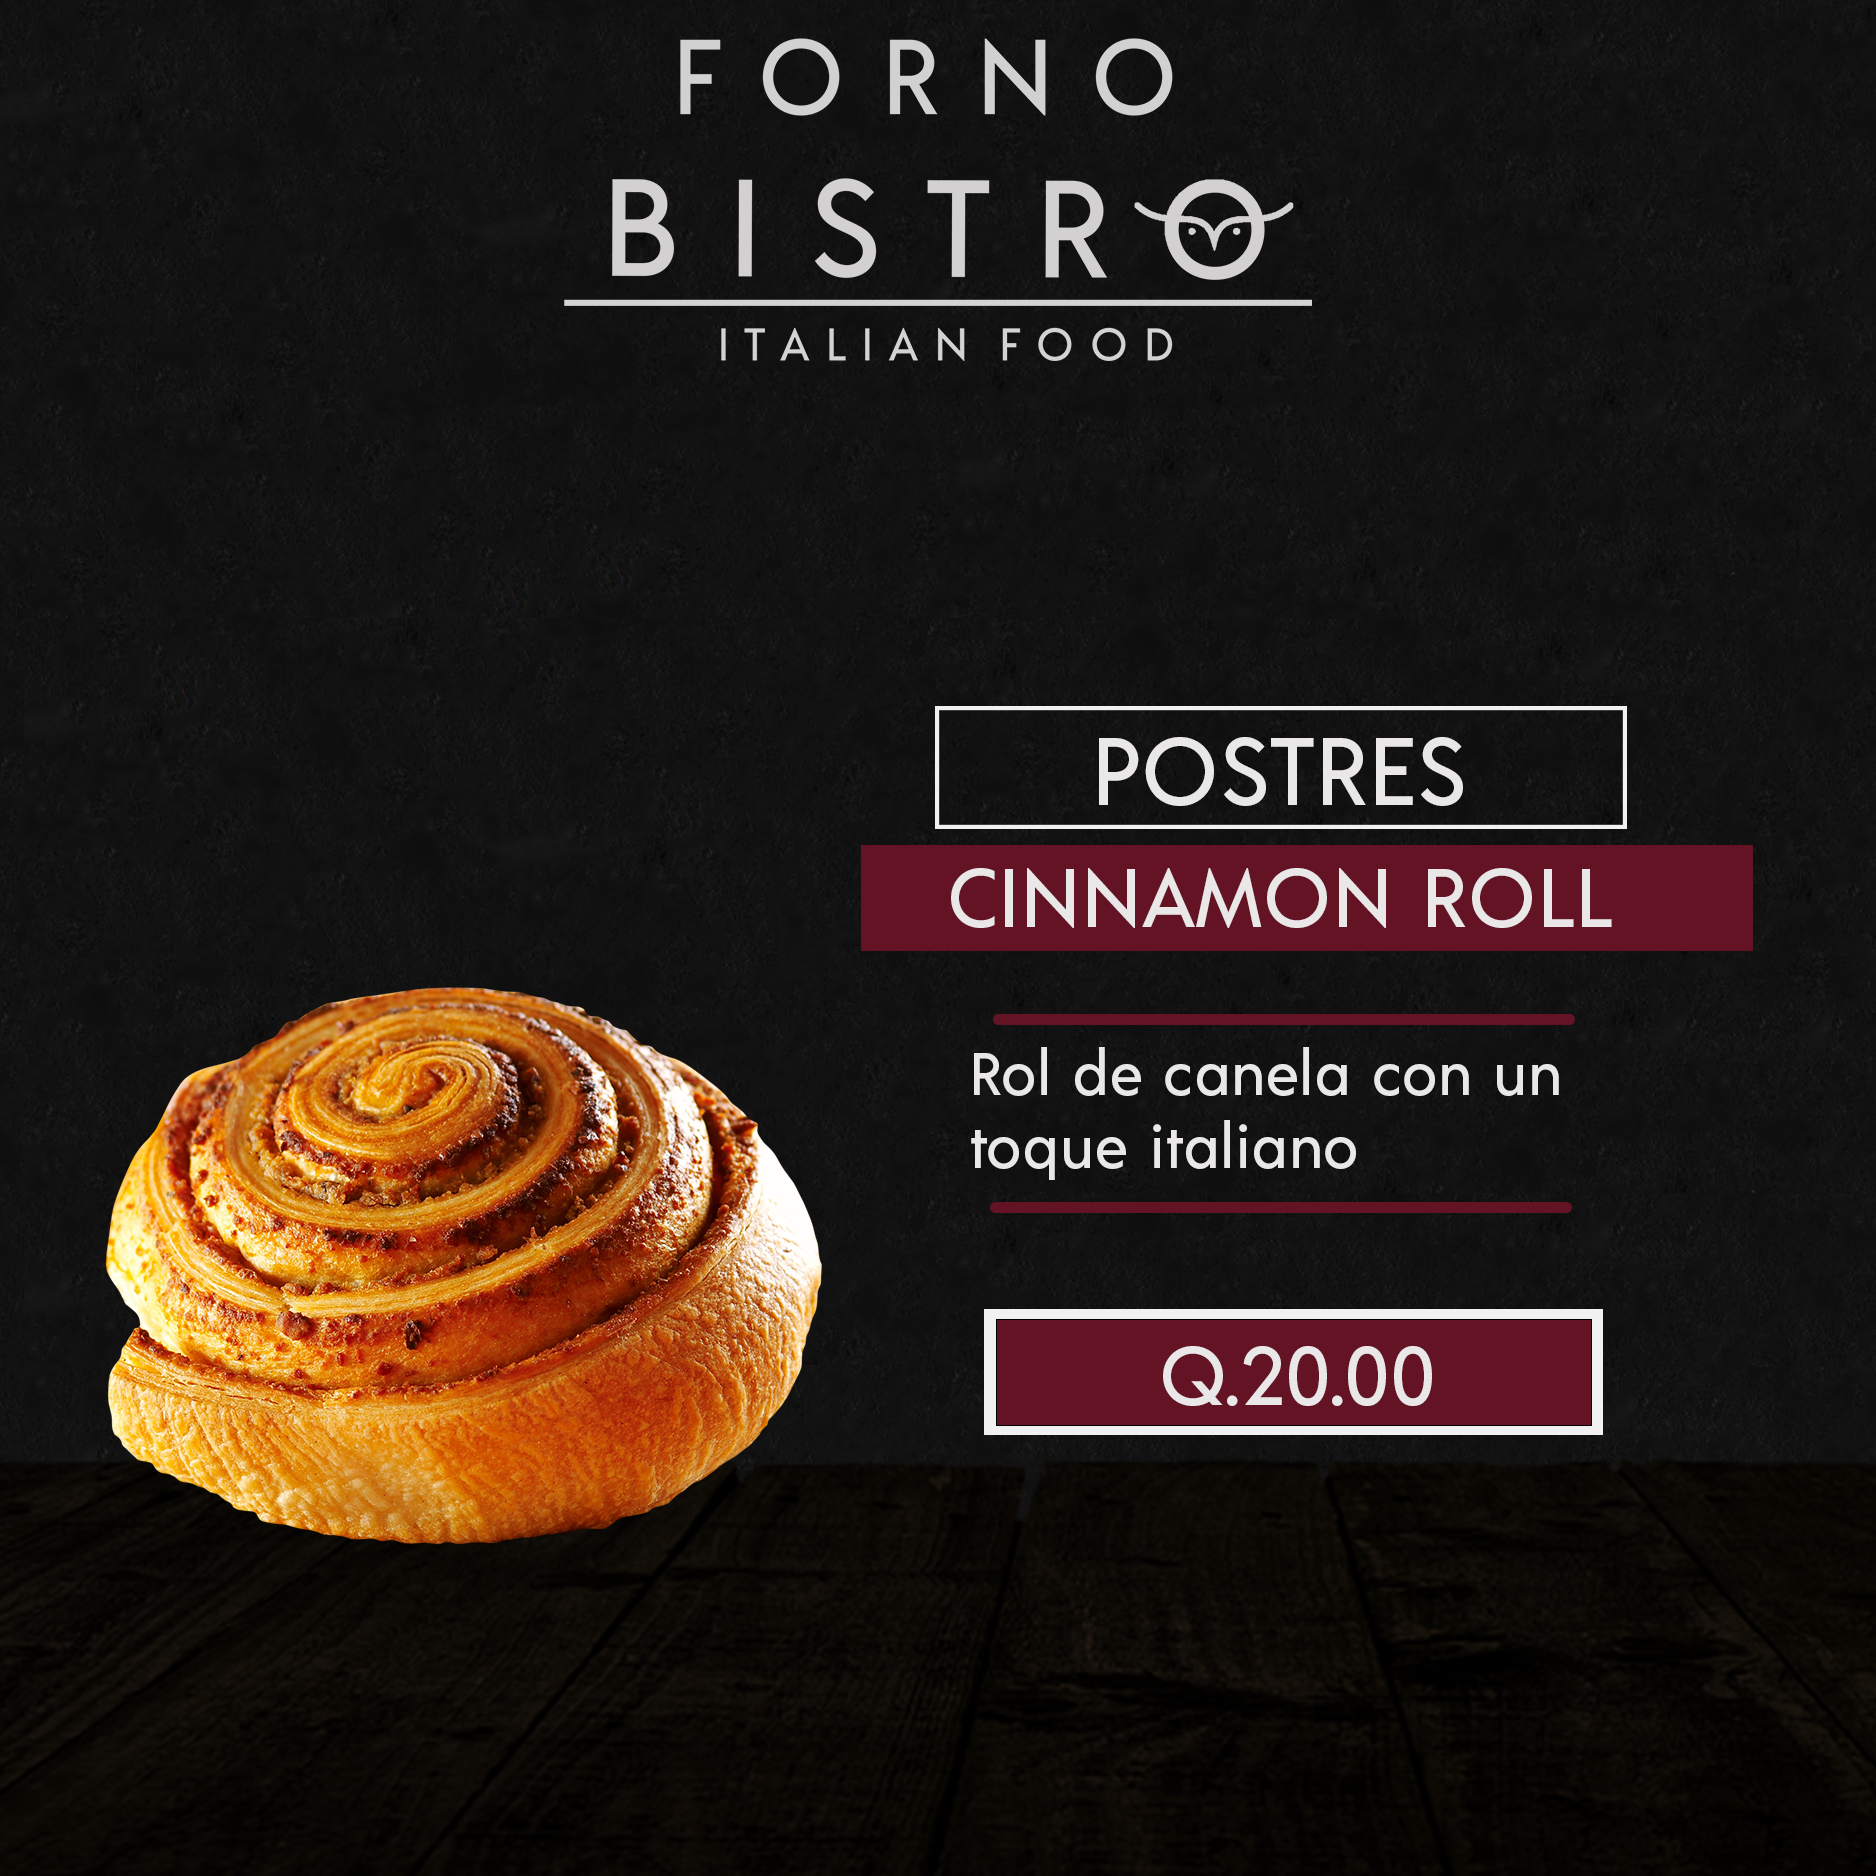 FORNO
BISTRO
ITALIAN FOOD
POSTRES
CINNAMON ROLL
Rol de canela con un
toque italiano
Q.20.00